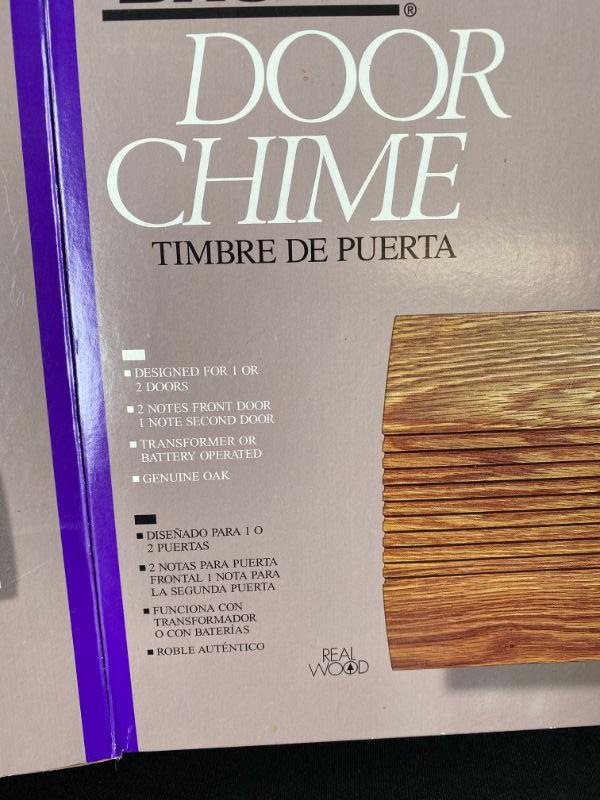 ®
DOOR
CHIME
TIMBRE DE PUERTA
DESIGNED FOR 1 OR
2 DOORS
2 NOTES FRONT DOOR
1 NOTE SECOND DOOR
TRANSFORMER OR
BATTERY OPERATED
GENUINE OAK
DISEÑADO PARA 1 O
2 PUERTAS
2 NOTAS PARA PUERTA
FRONTAL 1 NOTA PARA
LA SEGUNDA PUERTA
FUNCIONA CON
TRANSFORMADOR
O CON BATERÍAS
ROBLE AUTÉNTICO
REAL
WOOD